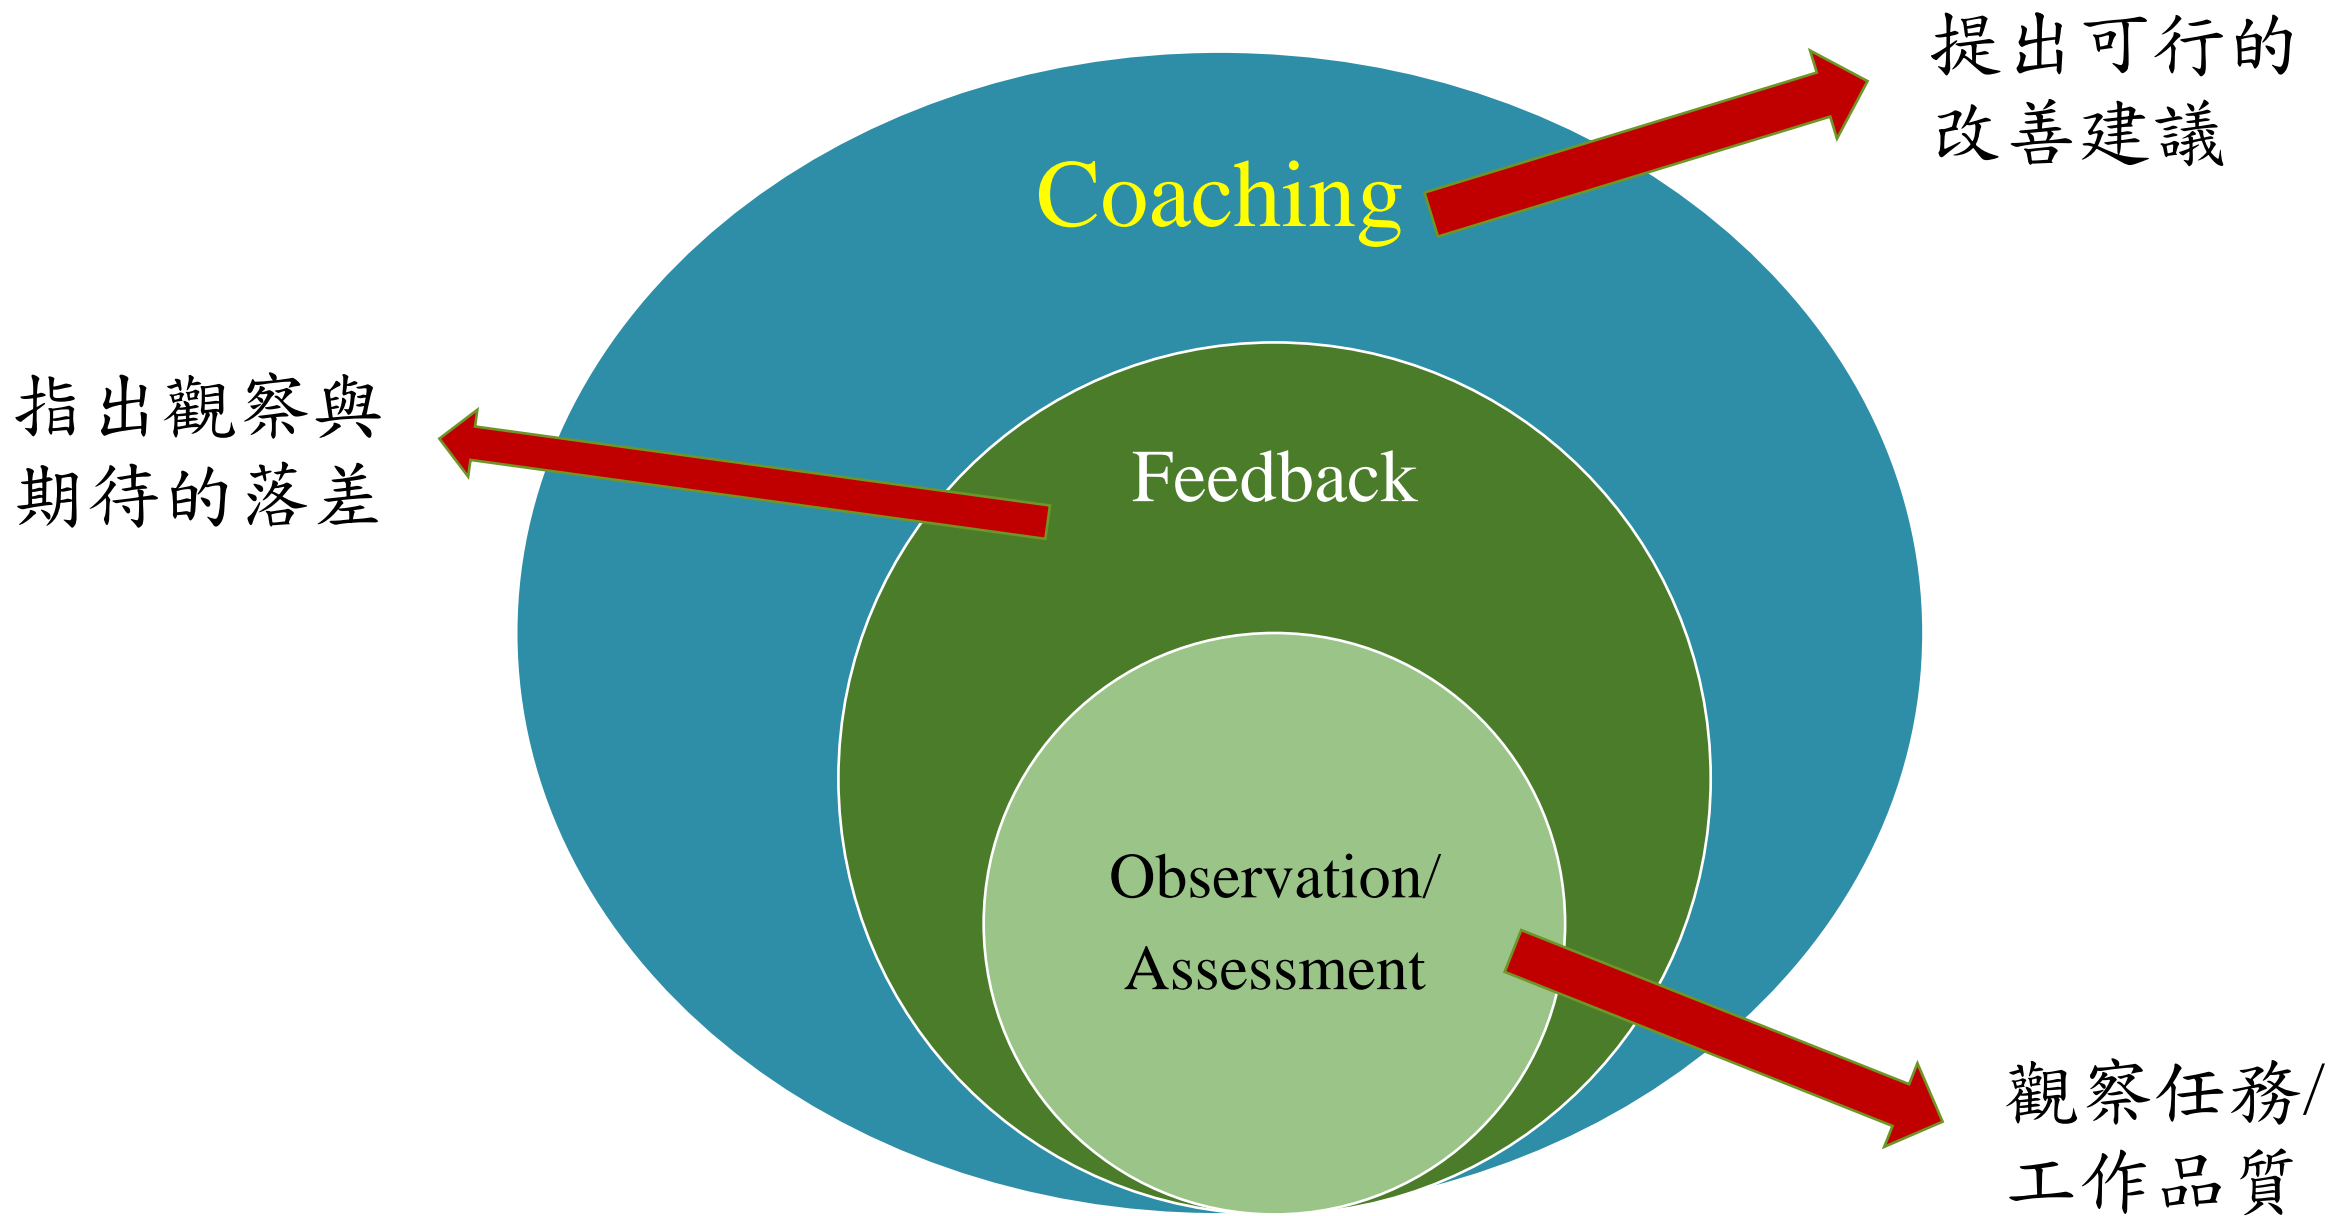 提出可行的
改善建議
Coaching
指出觀察與
期待的落差
Feedback
Observation/
Assessment
觀察任務/
工作品質